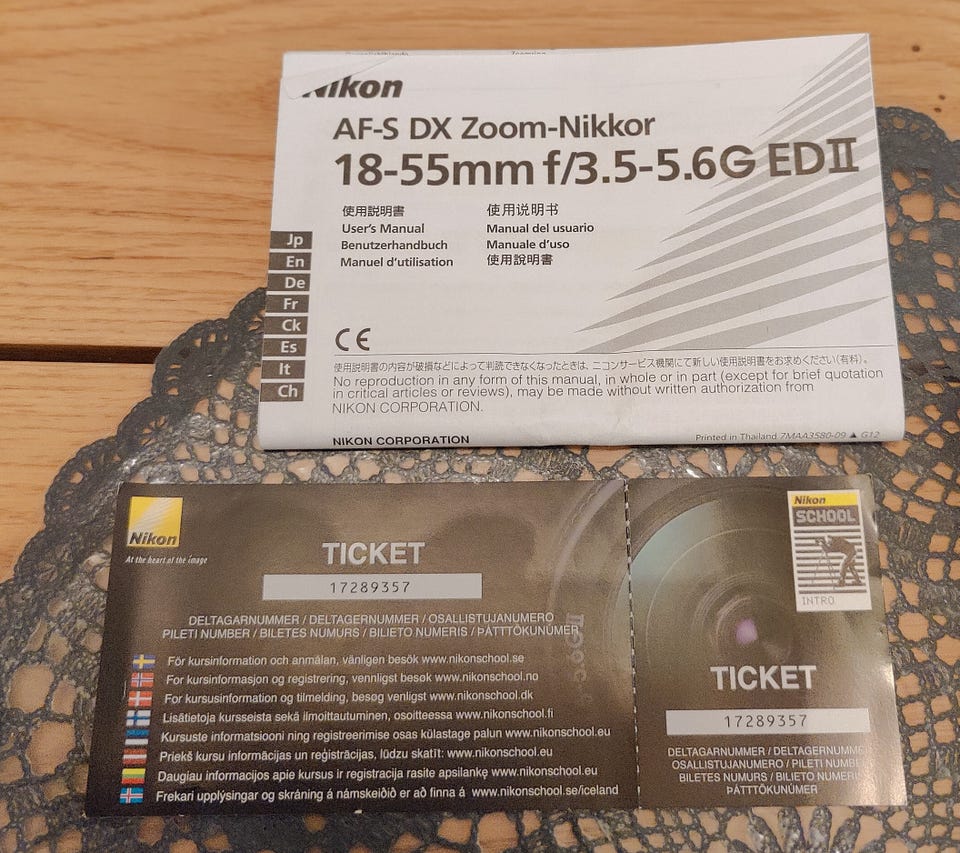 Nikon
AF-S DX Zoom-Nikkor
18-55mm f/3.5-5.6G EDII
使用説明書 使用说明书
User's Manual Manual del usuario
Benutzerhandbuch Manuale d'uso
Manuel d'utilisation 使用說明書
Jp
En
De
Fr
Ck
Es
It
Ch
CE
使用説明書の内容が破損などによって判読できなくなったときは、ニコンサービス機関にて新しい使用説明書をお求めください(有料)。
No reproduction in any form of this manual, in whole or in part (except for brief quotation
in critical articles or reviews), may be made without written authorization from
NIKON CORPORATION.
NIKON CORPORATION Printed in Thailand 7MAA3580-09 ▲ G12
Nikon
At the heart of the image
TICKET
17289357
DELTAGARNUMMER / DELTAGERNUMMER / OSALLISTUJANUMERO
PILETI NUMBER / BILETES NUMURS / BILIETO NUMERIS / ÞATTTÖKUNÚMER
För kursinformation och anmälan, vänligen besök www.nikonschool.se
For kursinformasjon og registrering, vennligst besøk www.nikonschool.no
For kursusinformation og tilmelding, besøg venligst www.nikonschool.dk
Lisätietoja kursseista sekä ilmoittautuminen, osoitteessa www.nikonschool.fi
Kursuste informatsiooni ning registreerimise osas külastage palun www.nikonschool.eu
Priekš kursu informācijas un reģistrācijas, lūdzu skatīt: www.nikonschool.eu
Daugiau informacijos apie kursus ir registracija rasite apsilankę www.nikonschool.eu
Frekari upplýsingar og skráning á námskeiðið er að finna á www.nikonschool.se/iceland
Nikon
SCHOOL
INTRO
TICKET
17289357
DELTAGARNUMMER / DELTAGERNUMME
OSALLISTUJANUMERO / PILETI NUMBE
BILETES NUMURS / BILIETO NUMERIS
ÞATTTÖKUNÚMER